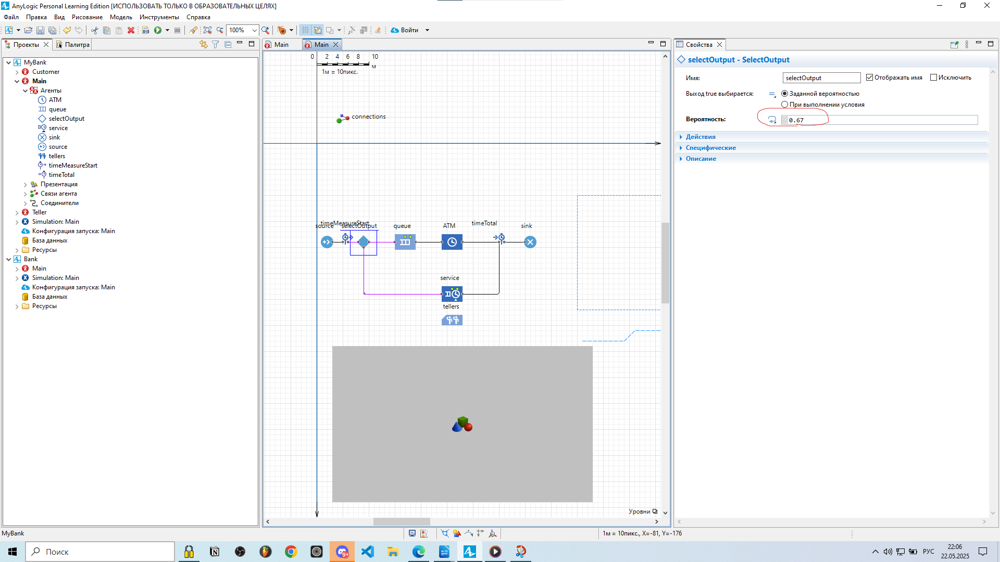 AnyLogic Personal Learning Edition [ИСПОЛЬЗОВАТЬ ТОЛЬКО В ОБРАЗОВАТЕЛЬНЫХ ЦЕЛЯХ]
Файл Правка Вид Рисование Модель Инструменты Справка
100% Войти
Проекты Палитра
MyBank
Customer
Main
Агенты
ATM
queue
selectOutput
service
sink
source
tellers
timeMeasureStart
timeTotal
Презентация
Связи агента
Соединители
Teller
Simulation: Main
Конфигурация запуска: Main
База данных
Ресурсы
Bank
Main
Simulation: Main
Конфигурация запуска: Main
База данных
Ресурсы
Main Main
0 2 4 6 8 10
м
1м = 10пикс.
connections
timeMeasureStart
source selectOutput queue ATM timeTotal sink
service
tellers
Уровни
Свойства
selectOutput - SelectOutput
Имя: selectOutput Отображать имя Исключить
Выход true выбирается: Заданной вероятностью
При выполнении условия
Вероятность: 0.67
Действия
Специфические
Описание
MyBank 1м = 10пикс., X=-81, Y=-176
Поиск 9+ РУС 22:06
22.05.2025